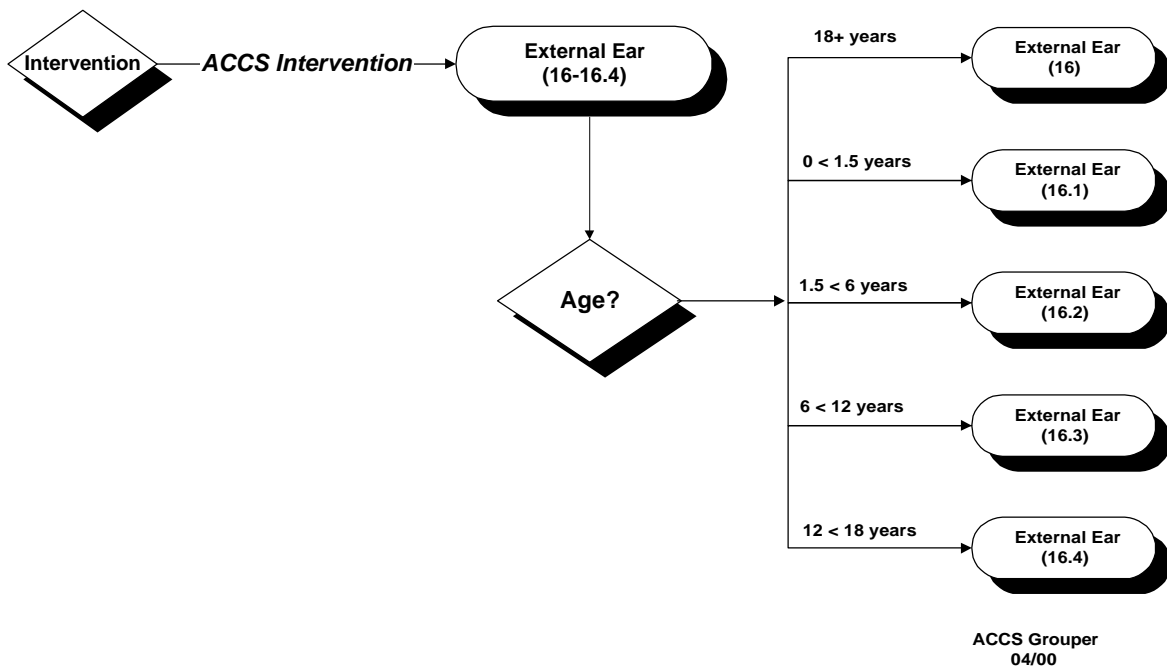 Intervention
ACCS Intervention
External Ear
(16-16.4)
Age?
18+ years
External Ear
(16)
0 < 1.5 years
External Ear
(16.1)
1.5 < 6 years
External Ear
(16.2)
6 < 12 years
External Ear
(16.3)
12 < 18 years
External Ear
(16.4)
ACCS Grouper
04/00